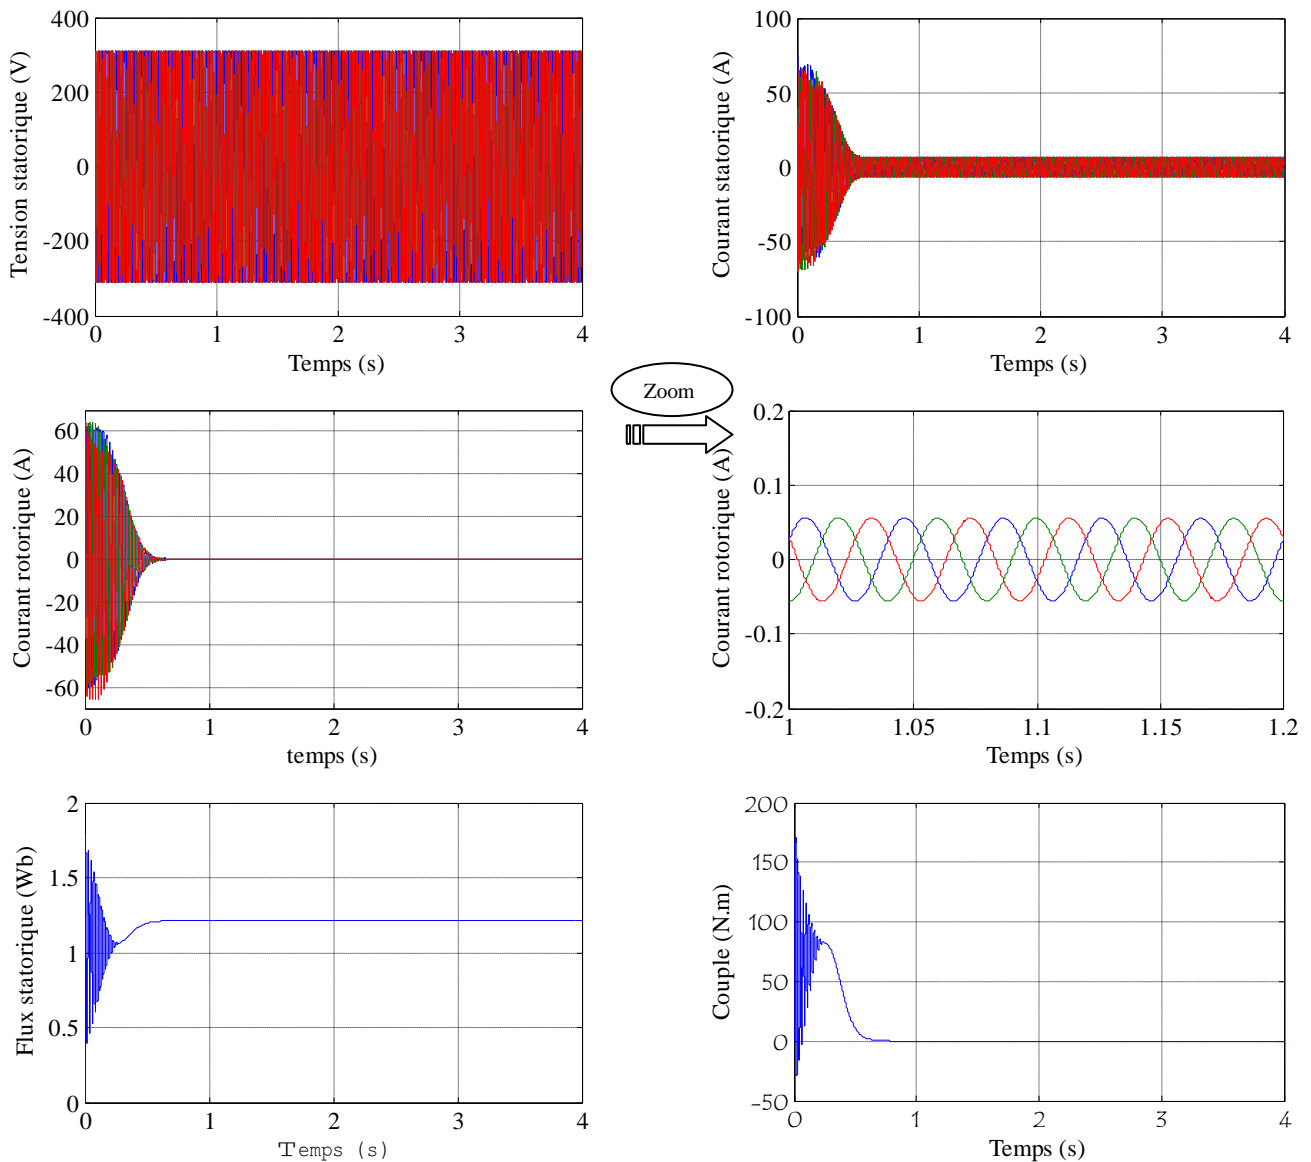 400
200
0
-200
-400
Tension statorique (V)
0 1 2 3 4
Temps (s)
100
50
0
-50
-100
Courant statorique (A)
0 1 2 3 4
Temps (s)
Zoom
60
40
20
0
-20
-40
-60
Courant rotorique (A)
0 1 2 3 4
temps (s)
0.2
0.1
0
-0.1
-0.2
Courant rotorique (A)
1 1.05 1.1 1.15 1.2
Temps (s)
2
1.5
1
0.5
0
Flux statorique (Wb)
0 1 2 3 4
Temps (s)
200
150
100
50
0
-50
Couple (N.m)
0 1 2 3 4
Temps (s)